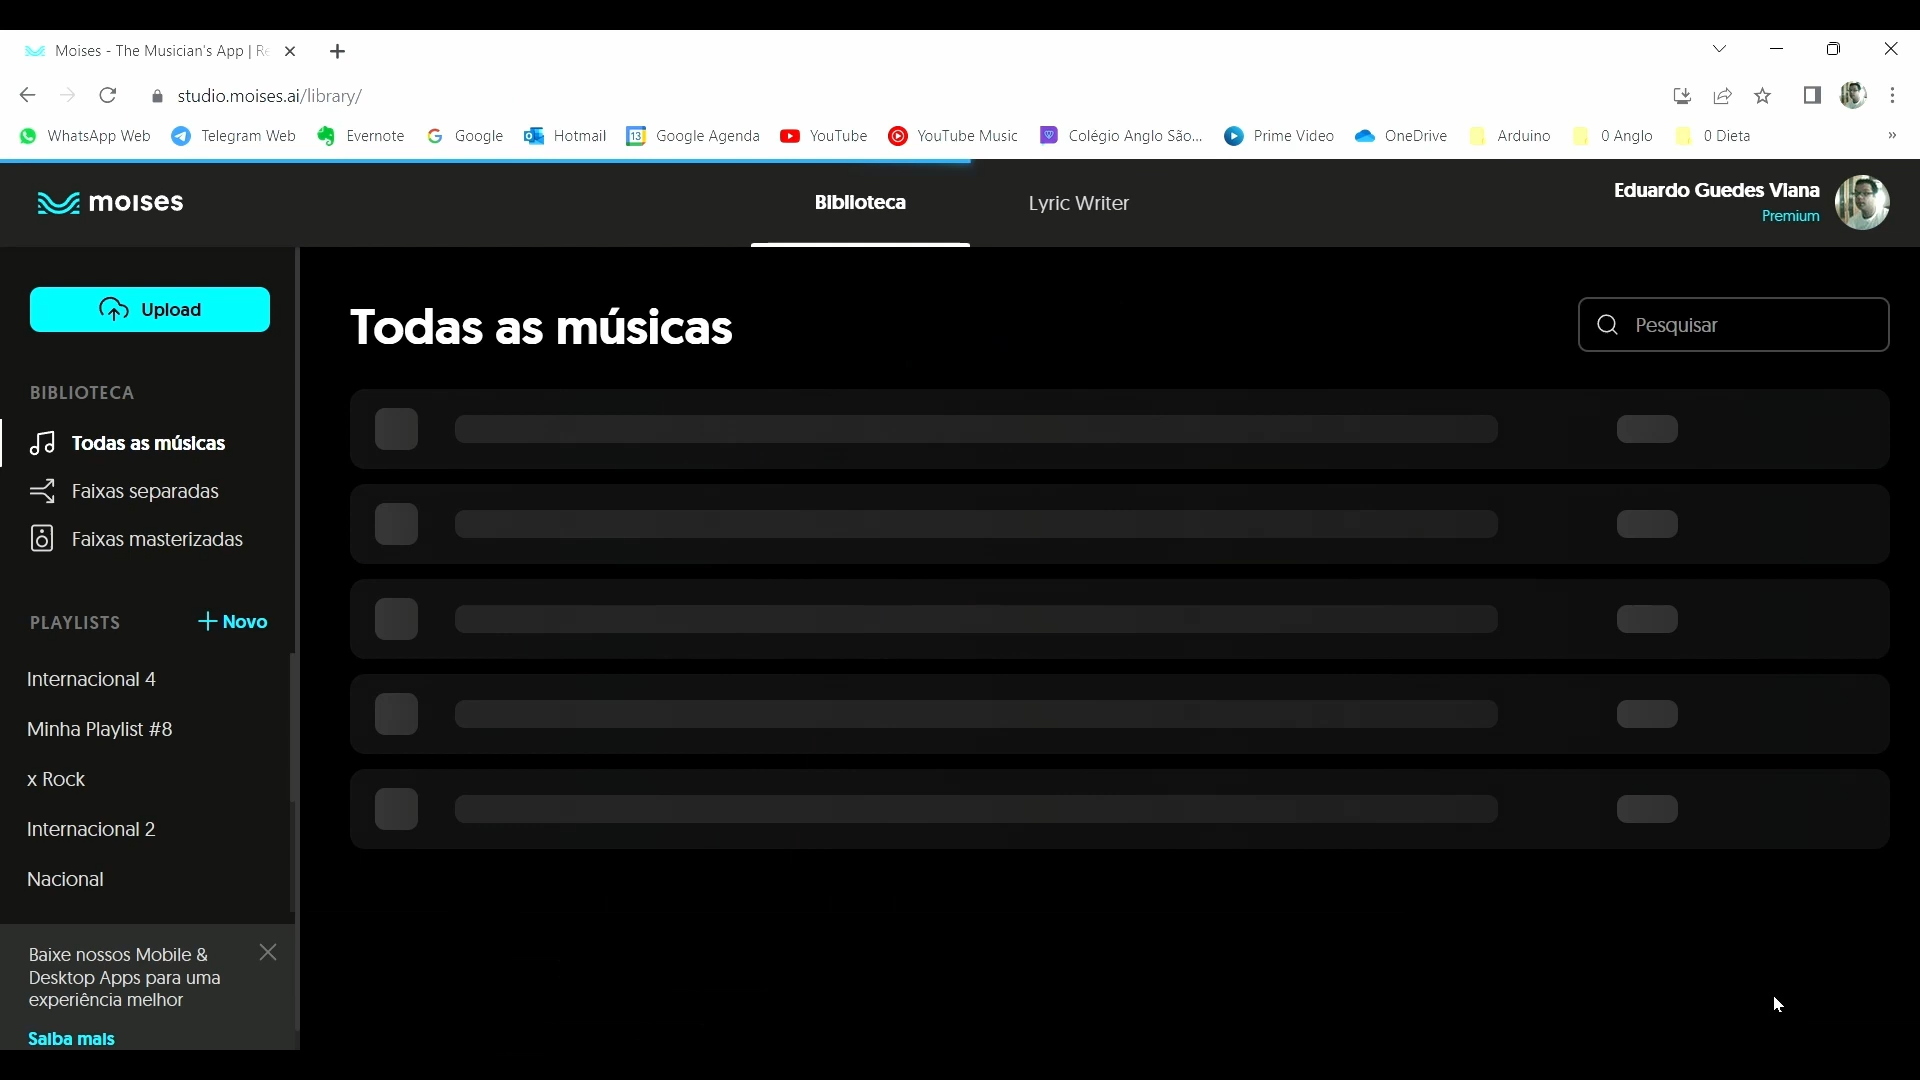 Moises - The Musician's App | Re
studio.moises.ai/library/
WhatsApp Web
Telegram Web
Evernote
Google
Hotmail
13
Google Agenda
YouTube
YouTube Music
Colégio Anglo São...
Prime Video
OneDrive
Arduino
0 Anglo
0 Dieta
»
moises
Biblioteca
Lyric Writer
Eduardo Guedes Viana
Premium
Upload
Todas as músicas
Pesquisar
BIBLIOTECA
Todas as músicas
Faixas separadas
Faixas masterizadas
PLAYLISTS
+ Novo
Internacional 4
Minha Playlist #8
x Rock
Internacional 2
Nacional
Baixe nossos Mobile &
Desktop Apps para uma
experiência melhor
Saiba mais